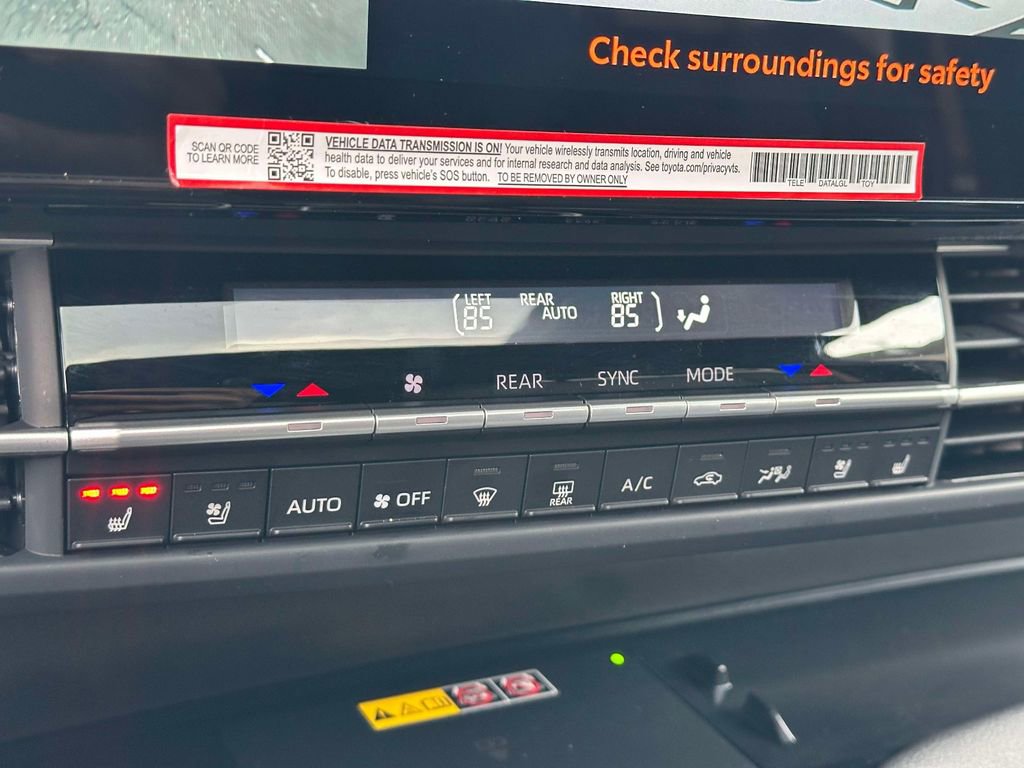 Check surroundings for safety
SCAN QR CODE
TO LEARN MORE
VEHICLE DATA TRANSMISSION IS ON! Your vehicle wirelessly transmits location, driving and vehicle
health data to deliver your services and for internal research and data analysis. See toyota.com/privacyvts.
To disable, press vehicle's SOS button. TO BE REMOVED BY OWNER ONLY
TELE DATALGL TOY
LEFT REAR RIGHT
85 AUTO 85
REAR SYNC MODE
AUTO OFF REAR A/C